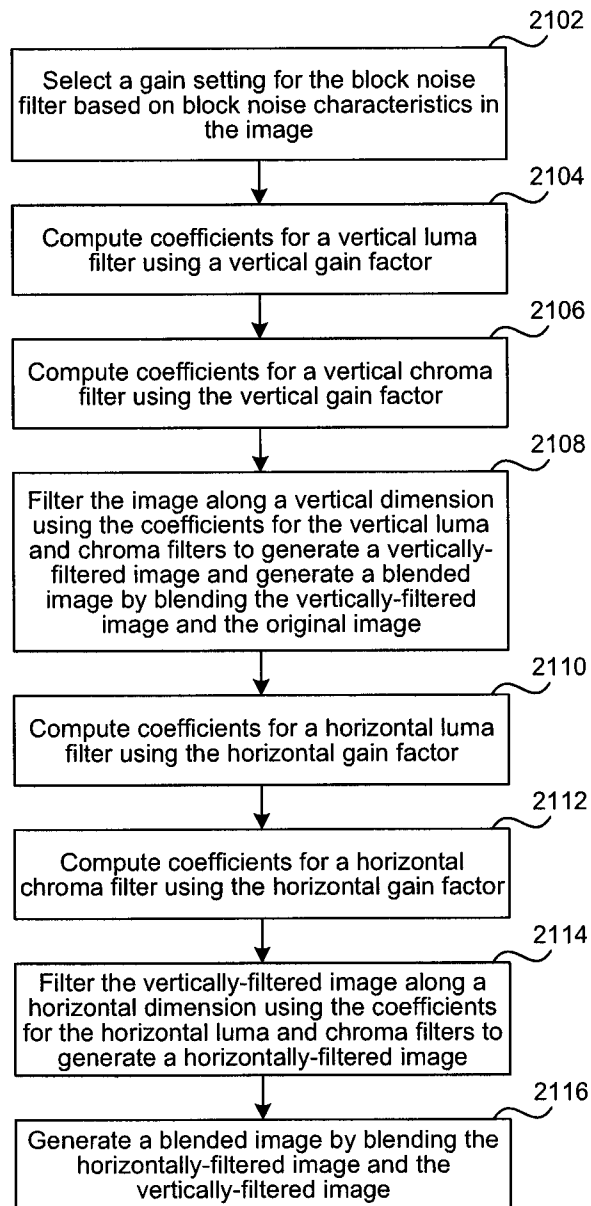 2102
Select a gain setting for the block noise
filter based on block noise characteristics in
the image
2104
Compute coefficients for a vertical luma
filter using a vertical gain factor
2106
Compute coefficients for a vertical chroma
filter using the vertical gain factor
2108
Filter the image along a vertical dimension
using the coefficients for the vertical luma
and chroma filters to generate a vertically-
filtered image and generate a blended
image by blending the vertically-filtered
image and the original image
2110
Compute coefficients for a horizontal luma
filter using the horizontal gain factor
2112
Compute coefficients for a horizontal
chroma filter using the horizontal gain factor
2114
Filter the vertically-filtered image along a
horizontal dimension using the coefficients
for the horizontal luma and chroma filters to
generate a horizontally-filtered image
2116
Generate a blended image by blending the
horizontally-filtered image and the
vertically-filtered image